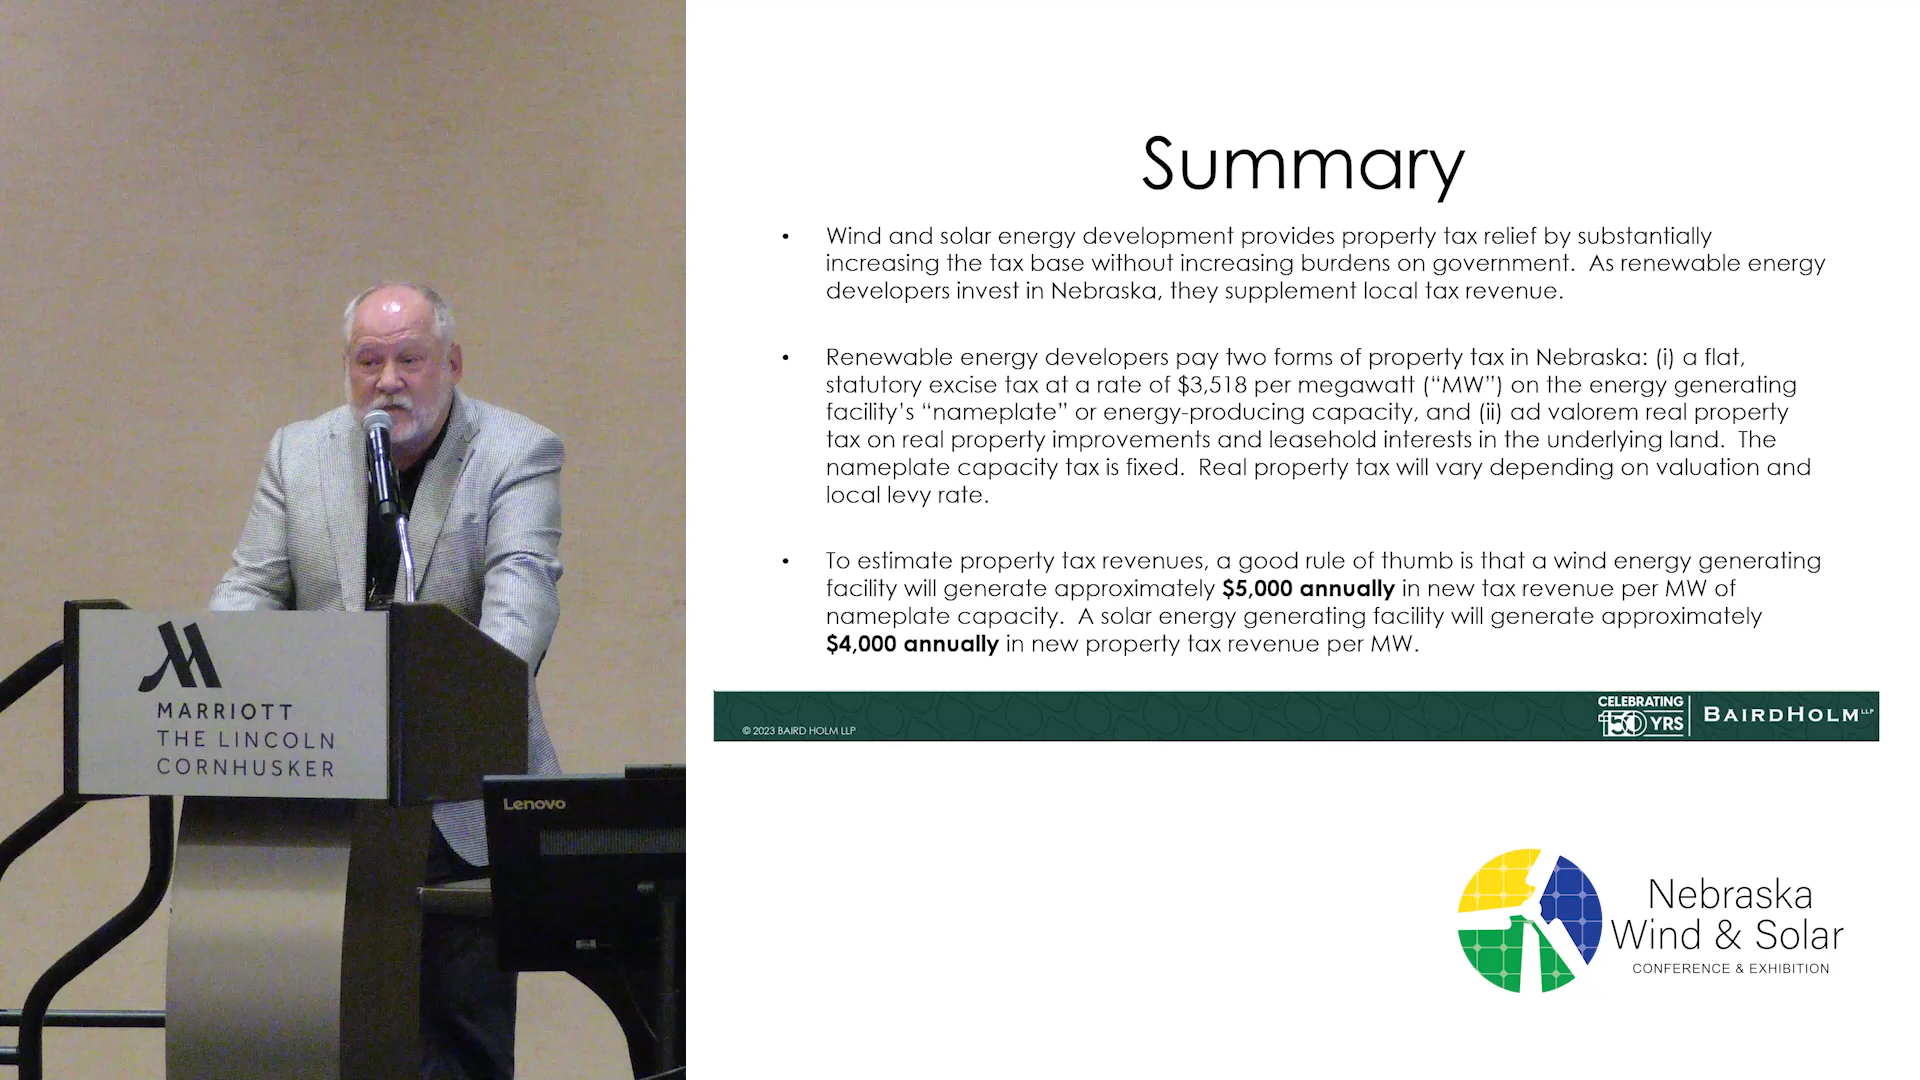 Summary
• Wind and solar energy development provides property tax relief by substantially
increasing the tax base without increasing burdens on government. As renewable energy
developers invest in Nebraska, they supplement local tax revenue.
• Renewable energy developers pay two forms of property tax in Nebraska: (i) a flat,
statutory excise tax at a rate of $3,518 per megawatt (“MW”) on the energy generating
facility’s “nameplate” or energy-producing capacity, and (ii) ad valorem real property
tax on real property improvements and leasehold interests in the underlying land. The
nameplate capacity tax is fixed. Real property tax will vary depending on valuation and
local levy rate.
• To estimate property tax revenues, a good rule of thumb is that a wind energy generating
facility will generate approximately $5,000 annually in new tax revenue per MW of
nameplate capacity. A solar energy generating facility will generate approximately
$4,000 annually in new property tax revenue per MW.
© 2023 BAIRD HOLM LLP
CELEBRATING
150 YRS
BAIRDHOLM LLP
MARRIOTT
THE LINCOLN
CORNHUSKER
Lenovo
Nebraska
Wind & Solar
CONFERENCE & EXHIBITION